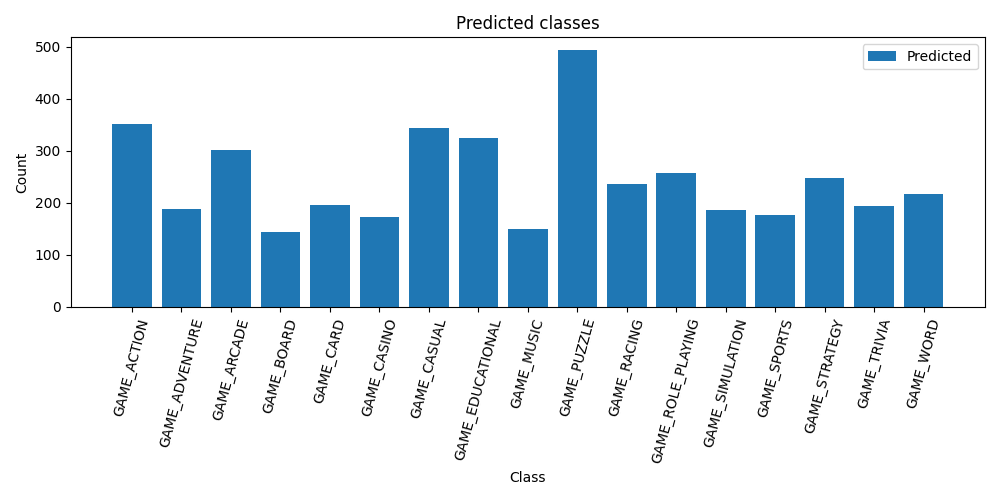 Predicted classes
Predicted
Count
500
400
300
200
100
0
GAME_ACTION
GAME_ADVENTURE
GAME_ARCADE
GAME_BOARD
GAME_CARD
GAME_CASINO
GAME_CASUAL
GAME_EDUCATIONAL
GAME_MUSIC
GAME_PUZZLE
GAME_RACING
GAME_ROLE_PLAYING
GAME_SIMULATION
GAME_SPORTS
GAME_STRATEGY
GAME_TRIVIA
GAME_WORD
Class